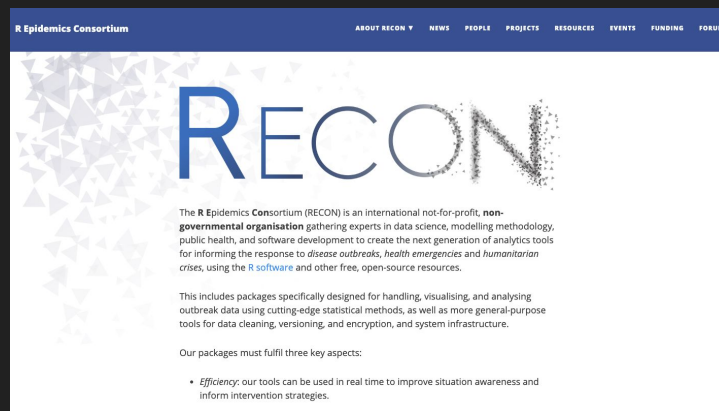 R Epidemics Consortium
ABOUT RECON ▼ NEWS PEOPLE PROJECTS RESOURCES EVENTS FUNDING
RECON
The R Epidemics Consortium (RECON) is an international not-for-profit, non-
governmental organisation gathering experts in data science, modelling methodology,
public health, and software development to create the next generation of analytics tools
for informing the response to disease outbreaks, health emergencies and humanitarian
crises, using the R software and other free, open-source resources.
This includes packages specifically designed for handling, visualising, and analysing
outbreak data using cutting-edge statistical methods, as well as more general-purpose
tools for data cleaning, versioning, and encryption, and system infrastructure.
Our packages must fulfil three key aspects:
• Efficiency: our tools can be used in real time to improve situation awareness and
inform intervention strategies.